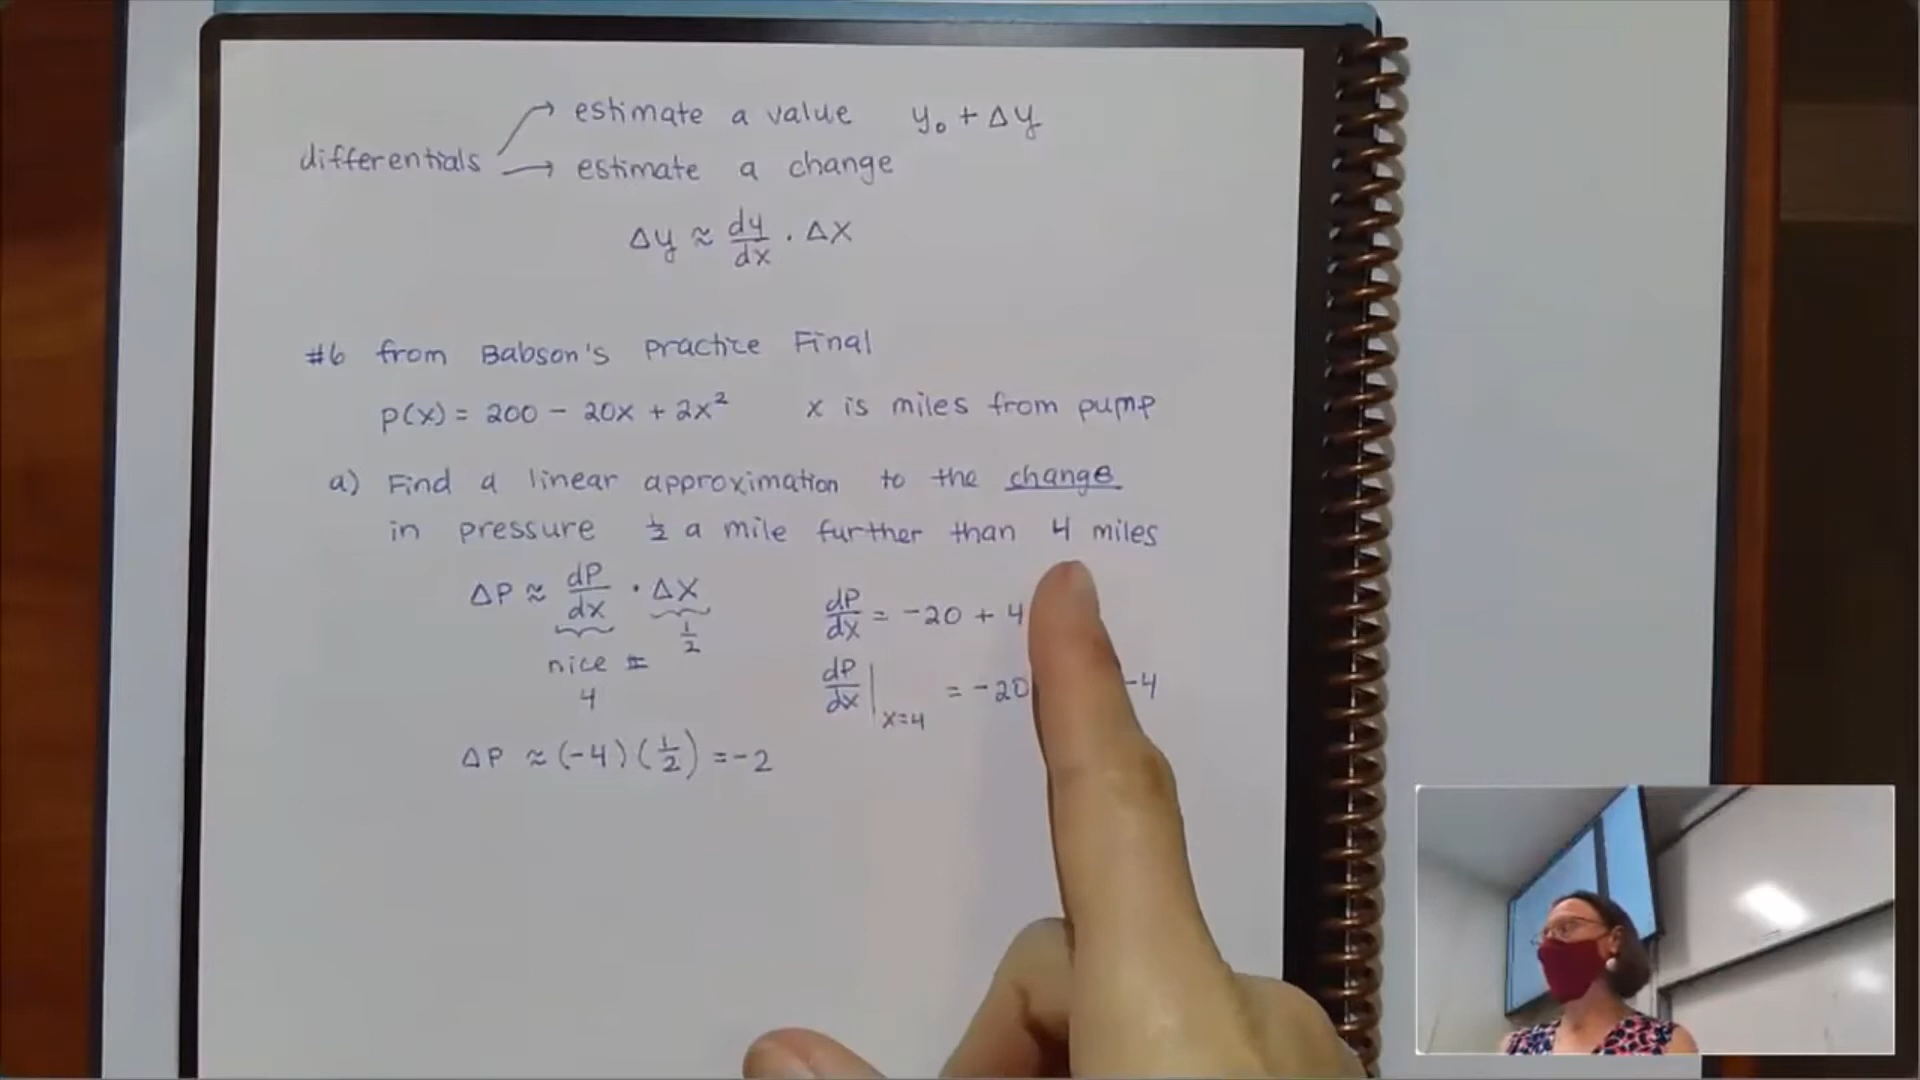 estimate a value y₀ + Δy
differentials
estimate a change
Δy ≈ dy/dx · Δx
#6 from Babson's Practice Final
P(x) = 200 - 20x + 2x² x is miles from pump
a) Find a linear approximation to the change
in pressure ½ a mile further than 4 miles
ΔP ≈ dP/dx · Δx
1/2
nice #
4
dP/dx = -20 + 4
dP/dx | x=4 = -20 -4
ΔP ≈ (-4)(1/2) = -2